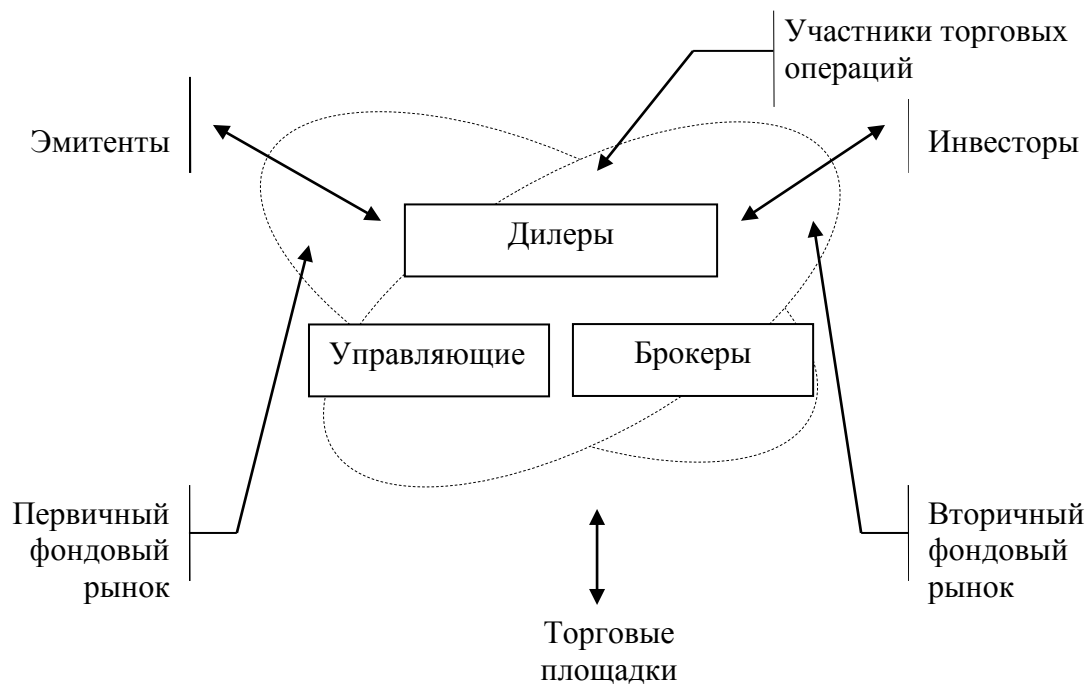 Участники торговых
операций
Эмитенты
Инвесторы
Дилеры
Управляющие
Брокеры
Первичный
фондовый
рынок
Вторичный
фондовый
рынок
Торговые
площадки